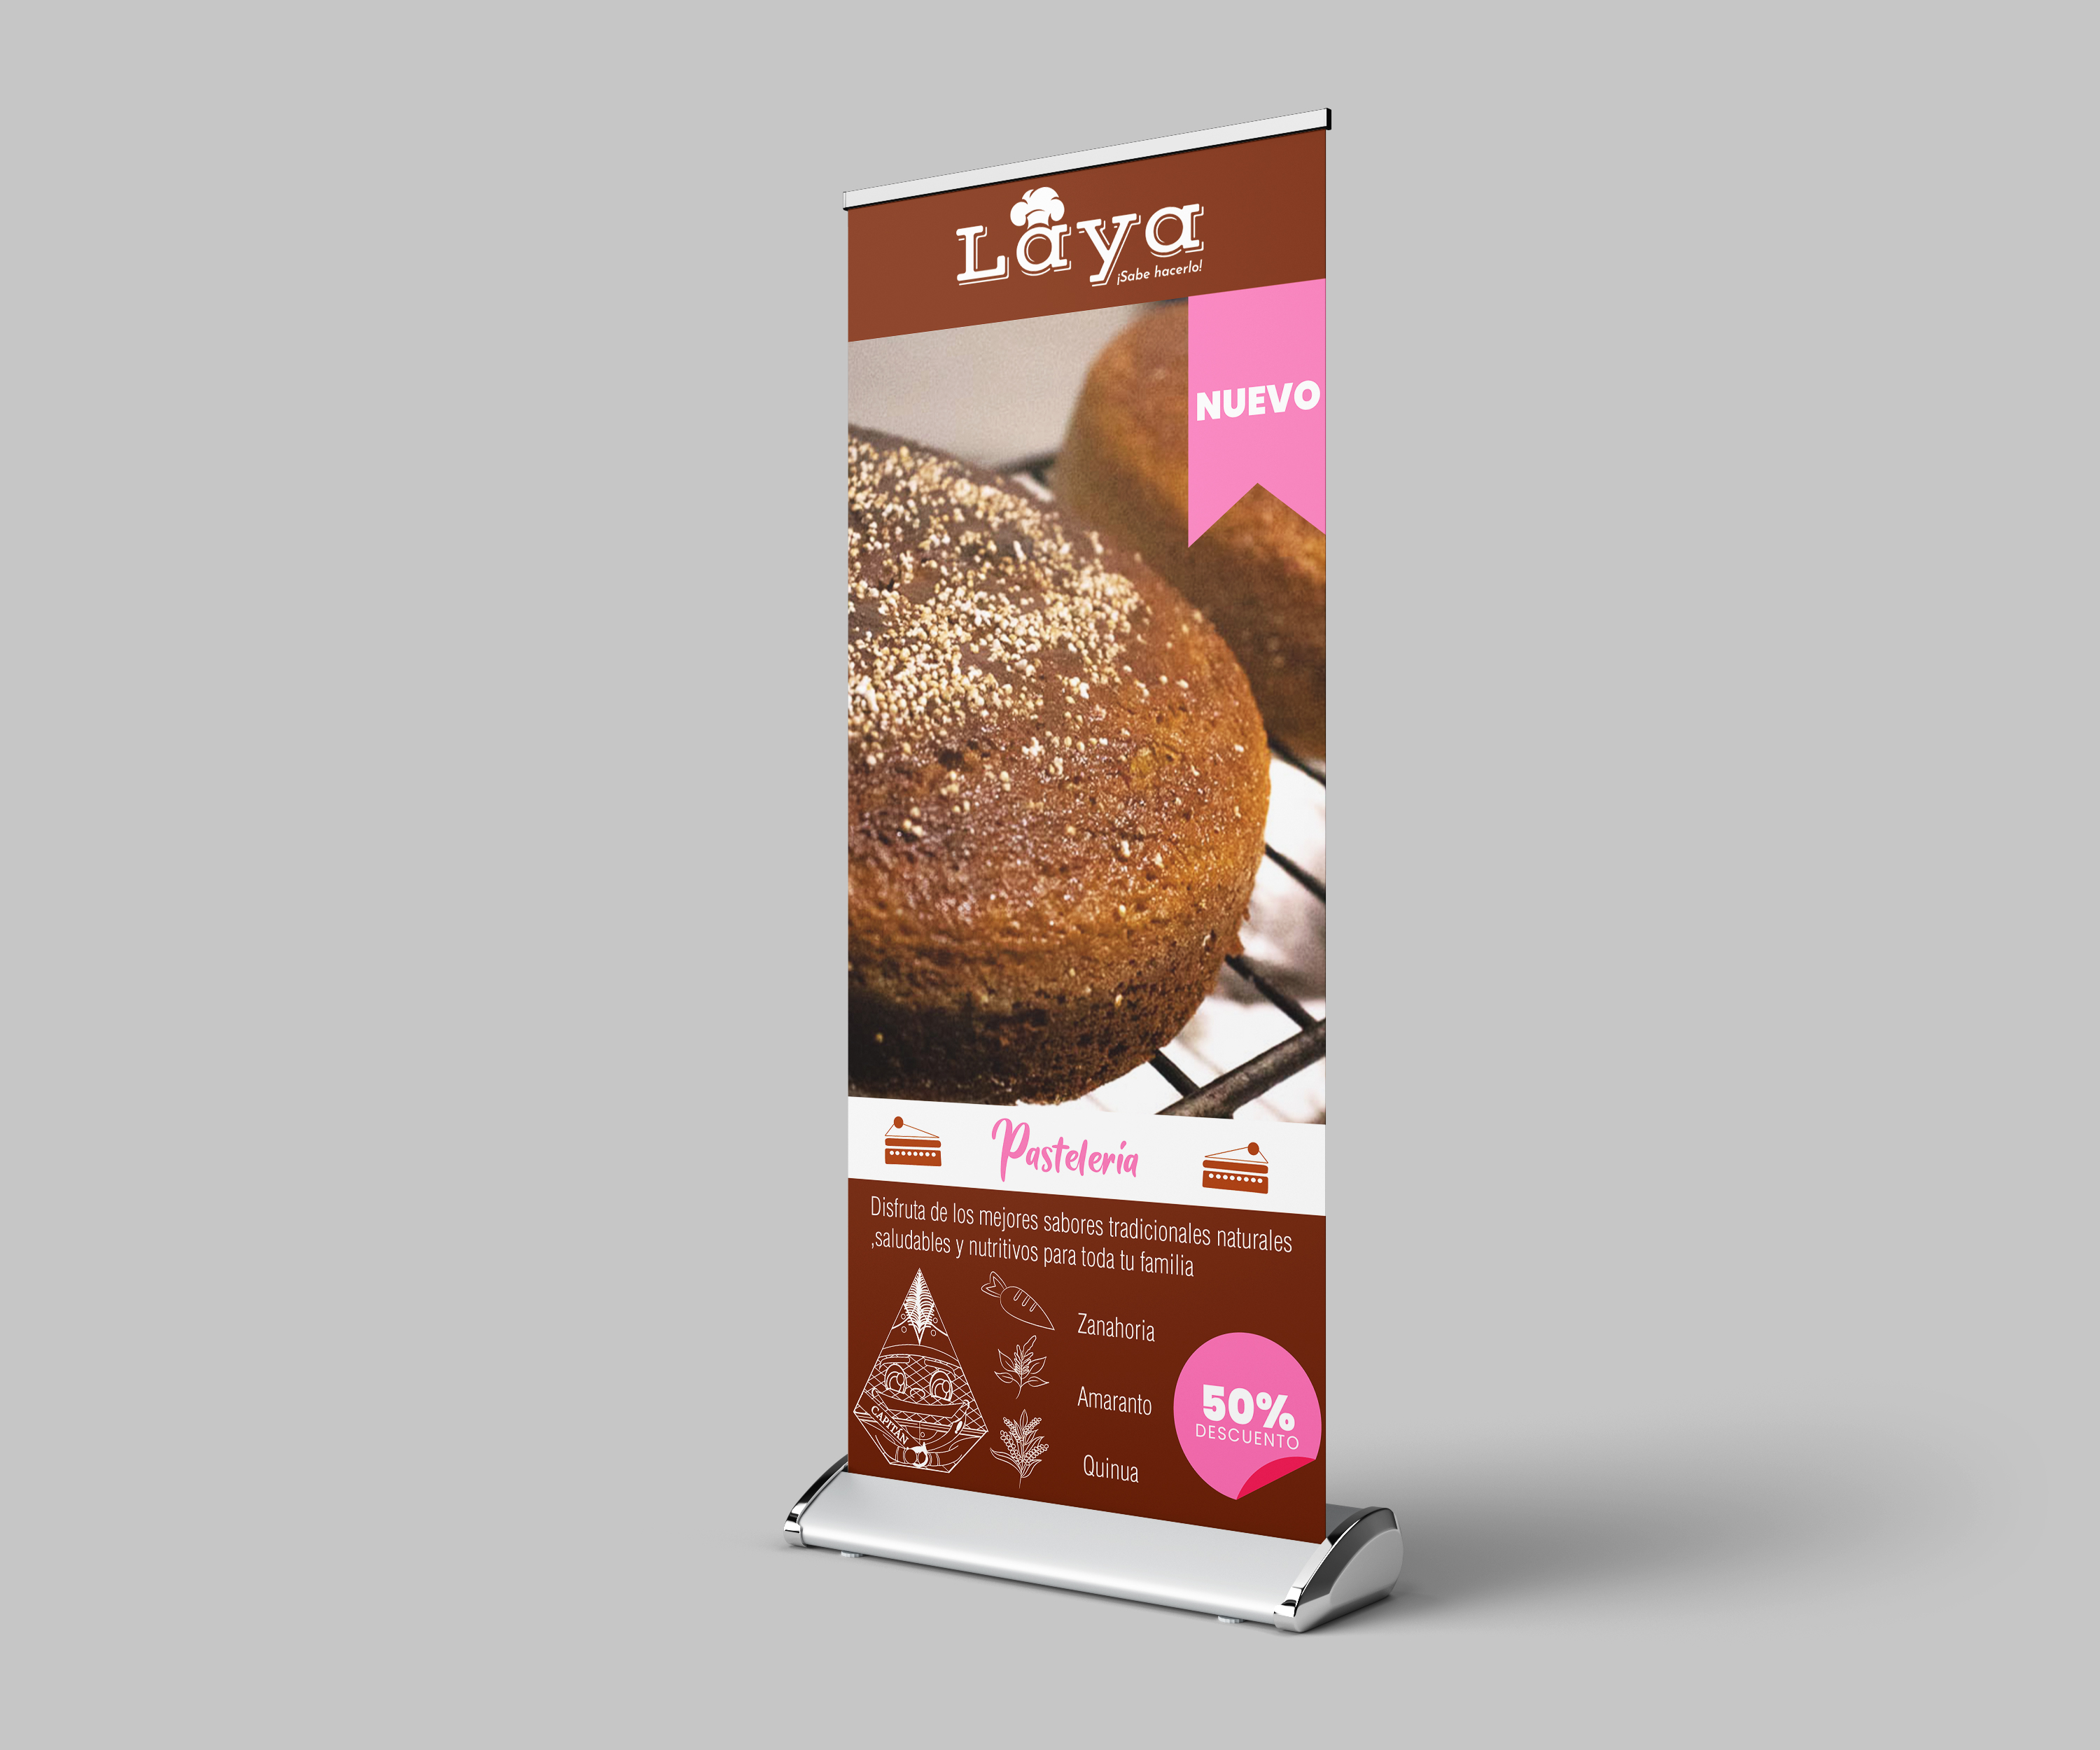 Laya
¡Sabe hacerlo!
NUEVO
Pastelería
Disfruta de los mejores sabores tradicionales naturales
,saludables y nutritivos para toda tu familia
Zanahoria
Amaranto
Quinua
CAPITÁN
50%
DESCUENTO